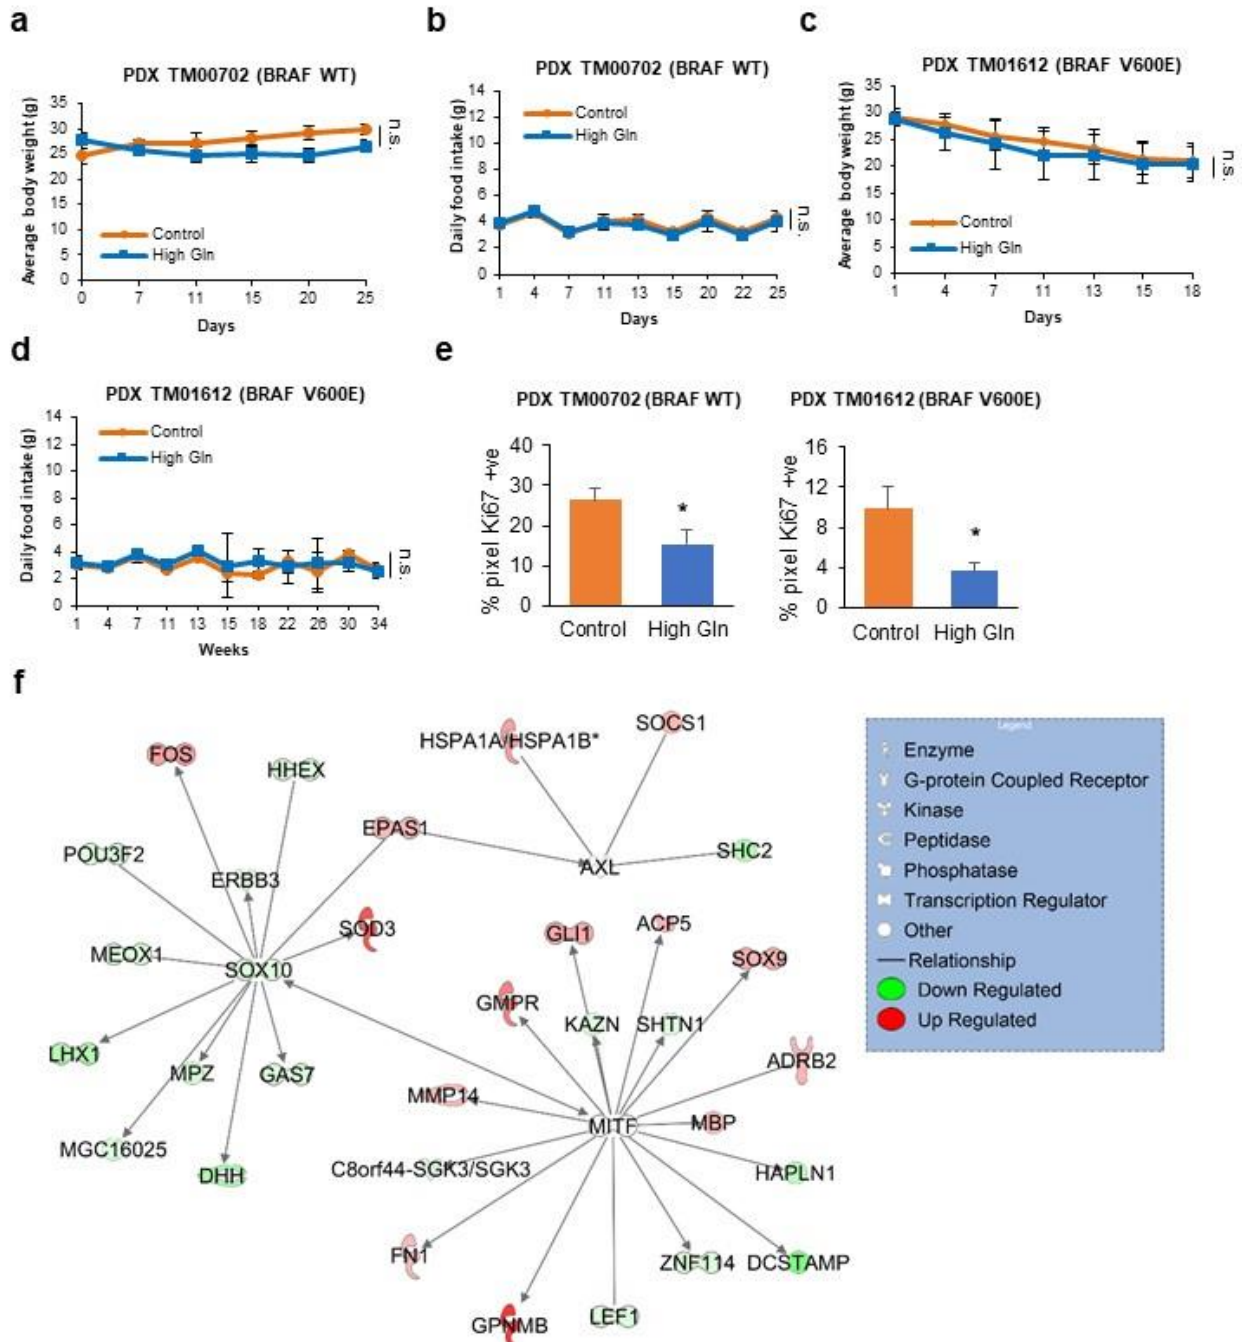 a
PDX TM00702 (BRAF WT)
Average body weight (g)
35
30
25
20
15
10
5
0
Control
High Gln
n.s.
0 7 11 15 20 25
Days
b
PDX TM00702 (BRAF WT)
Daily food intake (g)
14
12
10
8
6
4
2
0
Control
High Gln
n.s.
1 4 7 11 13 15 20 22 25
Days
c
PDX TM01612 (BRAF V600E)
Average body weight (g)
35
30
25
20
15
10
5
0
Control
High Gln
n.s.
1 4 7 11 13 15 18
Days
d
PDX TM01612 (BRAF V600E)
Daily food intake (g)
14
12
10
8
6
4
2
0
Control
High Gln
n.s.
1 4 7 11 13 15 18 22 26 30 34
Weeks
e
PDX TM00702 (BRAF WT)
% pixel Ki67 +ve
40
30
20
10
0
*
Control High Gln
PDX TM01612 (BRAF V600E)
% pixel Ki67 +ve
16
12
8
4
0
*
Control High Gln
f
FOS
HHEX
HSPA1A/HSPA1B*
SOCS1
EPAS1
POU3F2
ERBB3
AXL
SHC2
SOD3
MEOX1
SOX10
GLI1
ACP5
SOX9
GMPR
KAZN
SHTN1
LHX1
MPZ
GAS7
ADRB2
MMP14
MITF
MBP
MGC16025
DHH
C8orf44-SGK3/SGK3
HAPLN1
FN1
ZNF114
DCSTAMP
GPNMB
LEF1
Legend
Enzyme
G-protein Coupled Receptor
Kinase
Peptidase
Phosphatase
Transcription Regulator
Other
Relationship
Down Regulated
Up Regulated